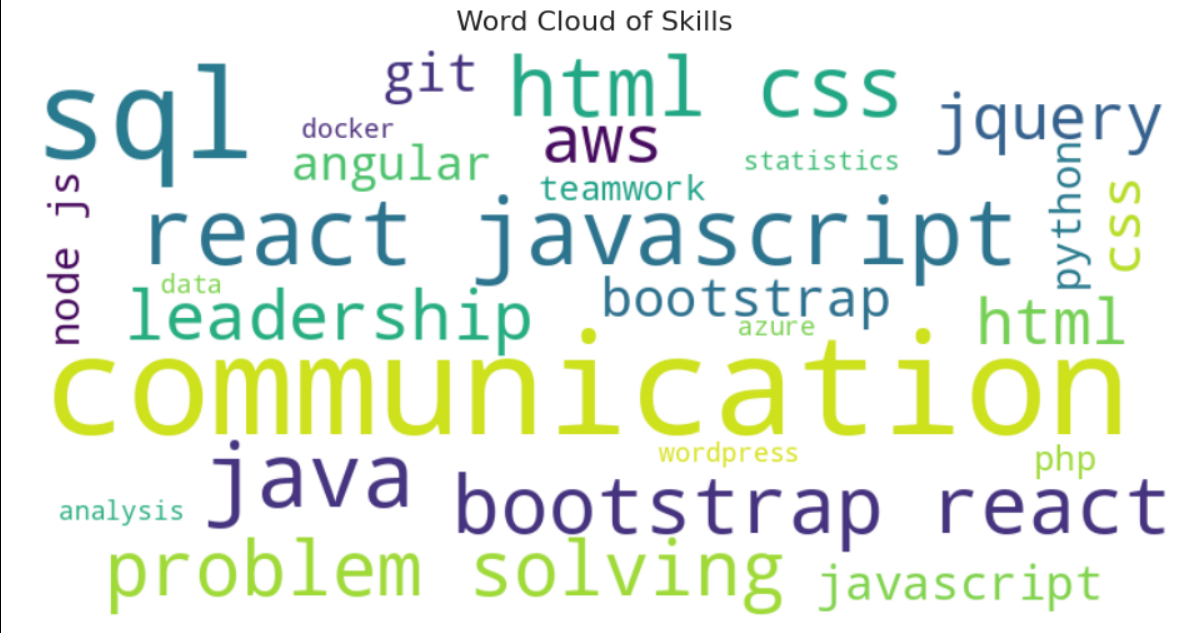 Word Cloud of Skills
sql
git
html css
jquery
docker
aws
angular
statistics
teamwork
python
css
node js
react javascript
data
leadership
bootstrap
azure
html
communication
java
wordpress
php
analysis
bootstrap react
problem solving
javascript